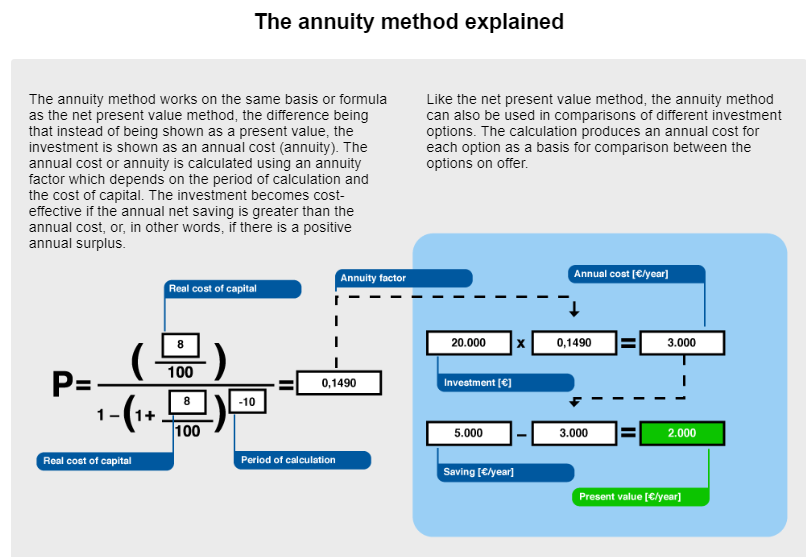 The annuity method explained
The annuity method works on the same basis or formula
as the net present value method, the difference being
that instead of being shown as a present value, the
investment is shown as an annual cost (annuity). The
annual cost or annuity is calculated using an annuity
factor which depends on the period of calculation and
the cost of capital. The investment becomes cost-
effective if the annual net saving is greater than the
annual cost, or, in other words, if there is a positive
annual surplus.
Like the net present value method, the annuity method
can also be used in comparisons of different investment
options. The calculation produces an annual cost for
each option as a basis for comparison between the
options on offer.
Real cost of capital
Annuity factor
( 8
100 )
P=
1-(1+ 8
100 ) -10
= 0,1490
Real cost of capital
Period of calculation
Annual cost [€/year]
20.000 x 0,1490 = 3.000
Investment [€]
5.000 - 3.000 = 2.000
Saving [€/year]
Present value [€/year]